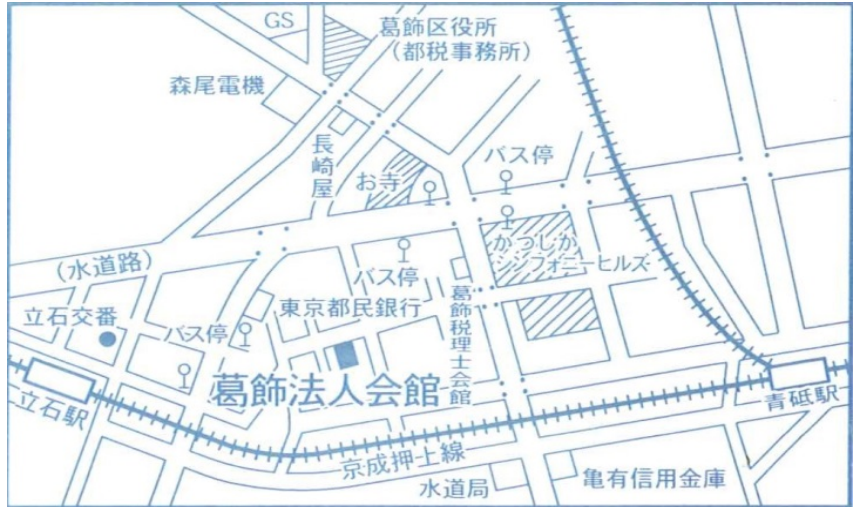 GS
葛飾区役所
(都税事務所)
森尾電機
長崎屋
お寺
バス停
かつしか
シンフォニーヒルズ
(水道路)
バス停
東京都民銀行
葛飾税理士会館
立石交番
バス停
葛飾法人会館
立石駅
青砥駅
京成押上線
水道局
亀有信用金庫